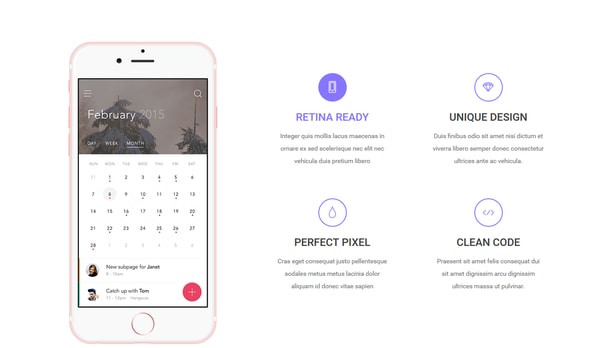 February 2015
DAY WEEK MONTH
SUN MON TUE WED THU FRI SAT
31 1 2 3 4 5 6
7 8 9 10 11 12 13
14 15 16 17 18 19 20
21 22 23 24 25 26 27
28 1 2 3 4 5 6
New subpage for Janet
8 - 10am
Catch up with Tom
11 - 12pm Hangouts
RETINA READY
Integer quis mollis lacus maecenas in
ornare ex sed scelerisque nec elit nec
vehicula duis pretium libero
UNIQUE DESIGN
Duis finibus odio sit amet nisi dictum et
viverra libero semper donec consectetur
ultrices ante ac vehicula.
PERFECT PIXEL
Cras eget consequat justo pellentesque
sodales metus metus lacinia dolor
aliquam id donec vitae sapien
CLEAN CODE
Praesent sit amet felis consequat dui
sit amet dignissim arcu dignissim
ultrices massa ut pulvinar.